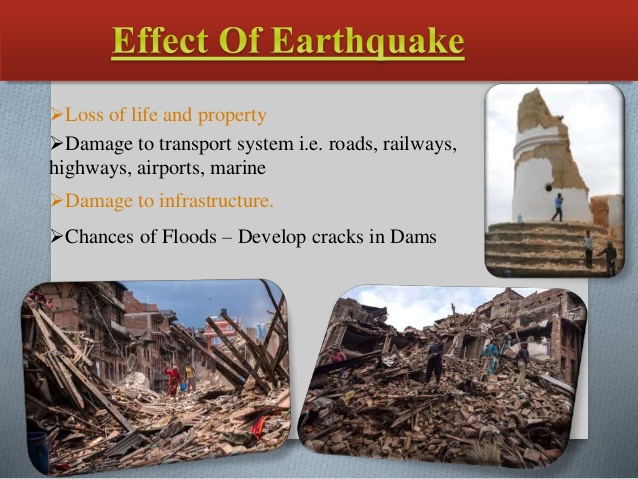 Effect Of Earthquake
➢Loss of life and property
➢Damage to transport system i.e. roads, railways,
highways, airports, marine
➢Damage to infrastructure.
➢Chances of Floods – Develop cracks in Dams